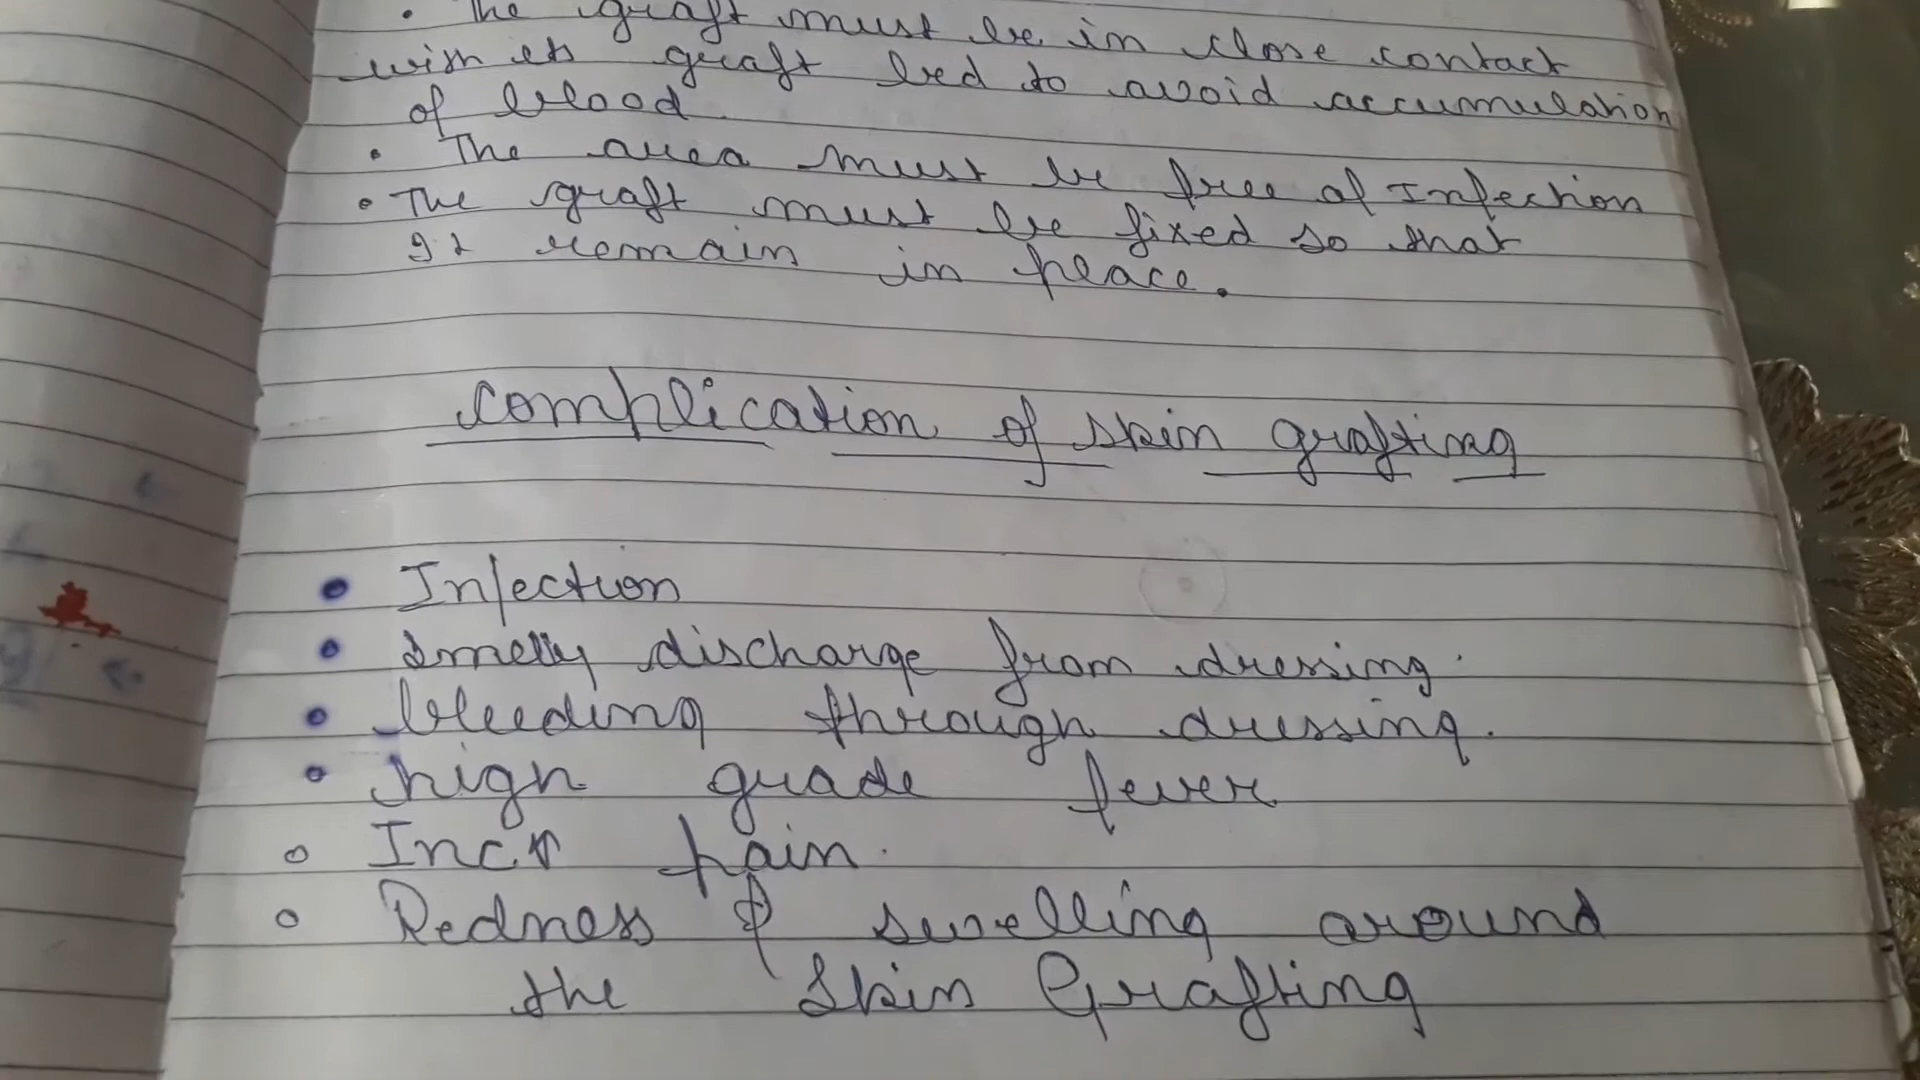 • The graft must be in close contact
with its graft bed to avoid accumulation
of blood.
• The area must be free of Infection
• The graft must be fixed so that
It remain in peace.
complication of skin grafting
• Infection
• smelly discharge from dressing.
• bleeding through dressing.
• high grade fever
• Inc↑ pain.
• Redness & swelling around
the Skin Grafting